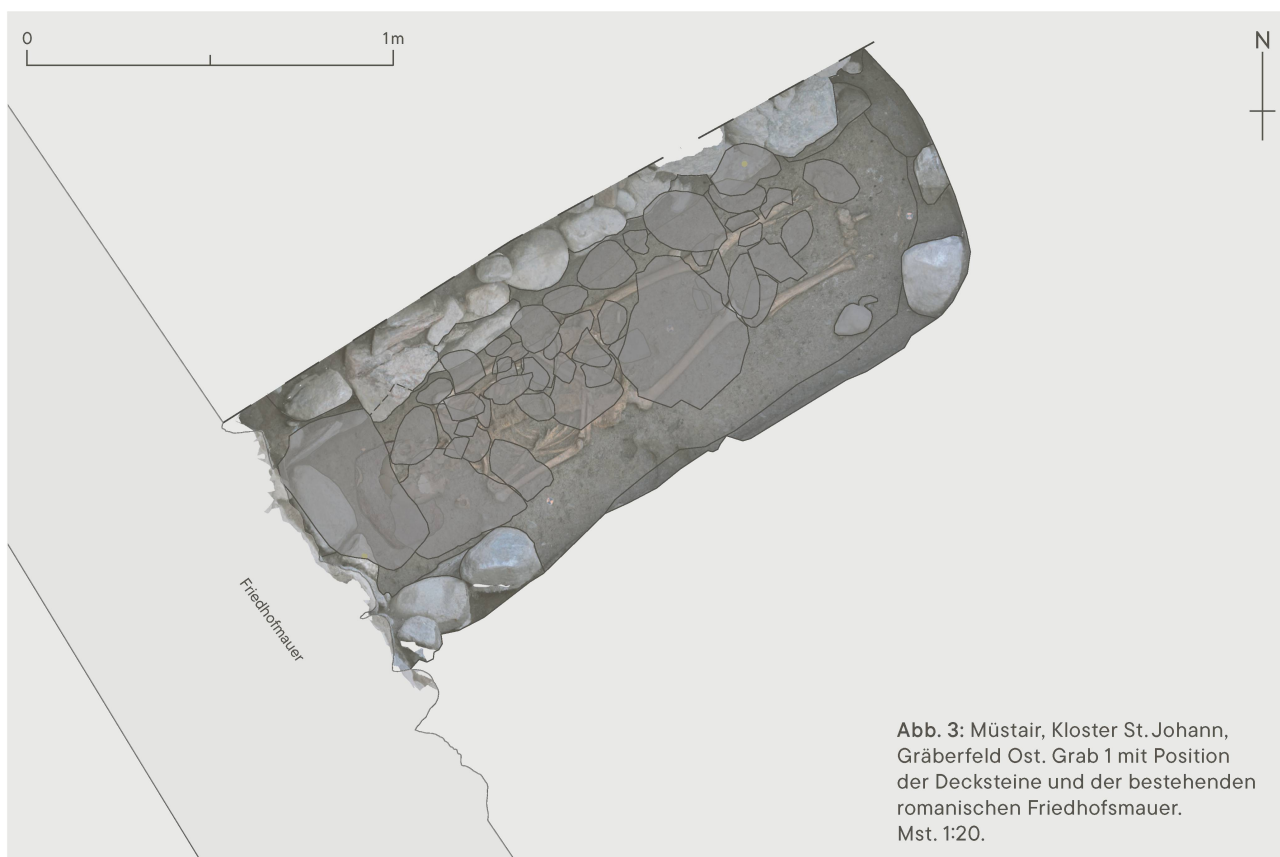 0 1m
N
Friedhofmauer
Abb. 3: Müstair, Kloster St. Johann,
Gräberfeld Ost. Grab 1 mit Position
der Decksteine und der bestehenden
romanischen Friedhofsmauer.
Mst. 1:20.